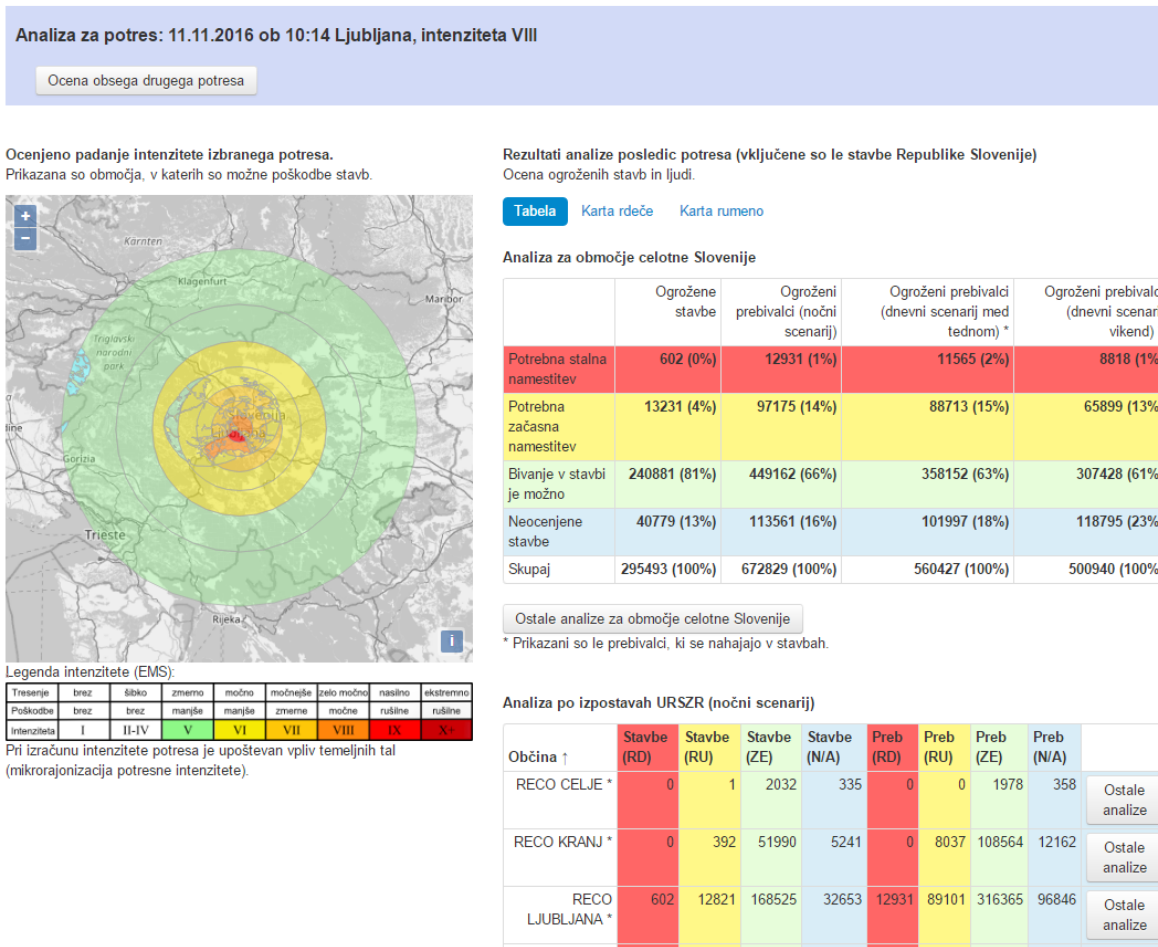 Analiza za potres: 11.11.2016 ob 10:14 Ljubljana, intenziteta VIII
Ocena obsega drugega potresa
Ocenjeno padanje intenzitete izbranega potresa.
Prikazana so območja, v katerih so možne poškodbe stavb.
+
−
Kärnten
Klagenfurt
Maribor
Triglavski
narodni
park
Slovenija
Ljubljana
Gorizia
Trieste
Rijeka
i
Legenda intenzitete (EMS):
Tresenje brez šibko zmerno močno močnejše zelo močno nasilno ekstremno
Poškodbe brez brez manjše manjše zmerne močne rušilne rušilne
Intenziteta I II-IV V VI VII VIII IX X+
Pri izračunu intenzitete potresa je upoštevan vpliv temeljnih tal
(mikrorajonizacija potresne intenzitete).
Rezultati analize posledic potresa (vključene so le stavbe Republike Slovenije)
Ocena ogroženih stavb in ljudi.
Tabela Karta rdeče Karta rumeno
Analiza za območje celotne Slovenije
Ogrožene Ogroženi Ogroženi prebivalci Ogroženi prebivalc
stavbe prebivalci (nočni (dnevni scenarij med (dnevni scenari
scenarij) tednom) * vikend)
Potrebna stalna 602 (0%) 12931 (1%) 11565 (2%) 8818 (1%
namestitev
Potrebna 13231 (4%) 97175 (14%) 88713 (15%) 65899 (13%
začasna
namestitev
Bivanje v stavbi 240881 (81%) 449162 (66%) 358152 (63%) 307428 (61%
je možno
Neocenjene 40779 (13%) 113561 (16%) 101997 (18%) 118795 (23%
stavbe
Skupaj 295493 (100%) 672829 (100%) 560427 (100%) 500940 (100%
Ostale analize za območje celotne Slovenije
* Prikazani so le prebivalci, ki se nahajajo v stavbah.
Analiza po izpostavah URSZR (nočni scenarij)
Stavbe Stavbe Stavbe Stavbe Preb Preb Preb Preb
Občina ↑ (RD) (RU) (ZE) (N/A) (RD) (RU) (ZE) (N/A)
RECO CELJE * 0 1 2032 335 0 0 1978 358 Ostale
analize
RECO KRANJ * 0 392 51990 5241 0 8037 108564 12162 Ostale
analize
RECO 602 12821 168525 32653 12931 89101 316365 96846 Ostale
LJUBLJANA * analize